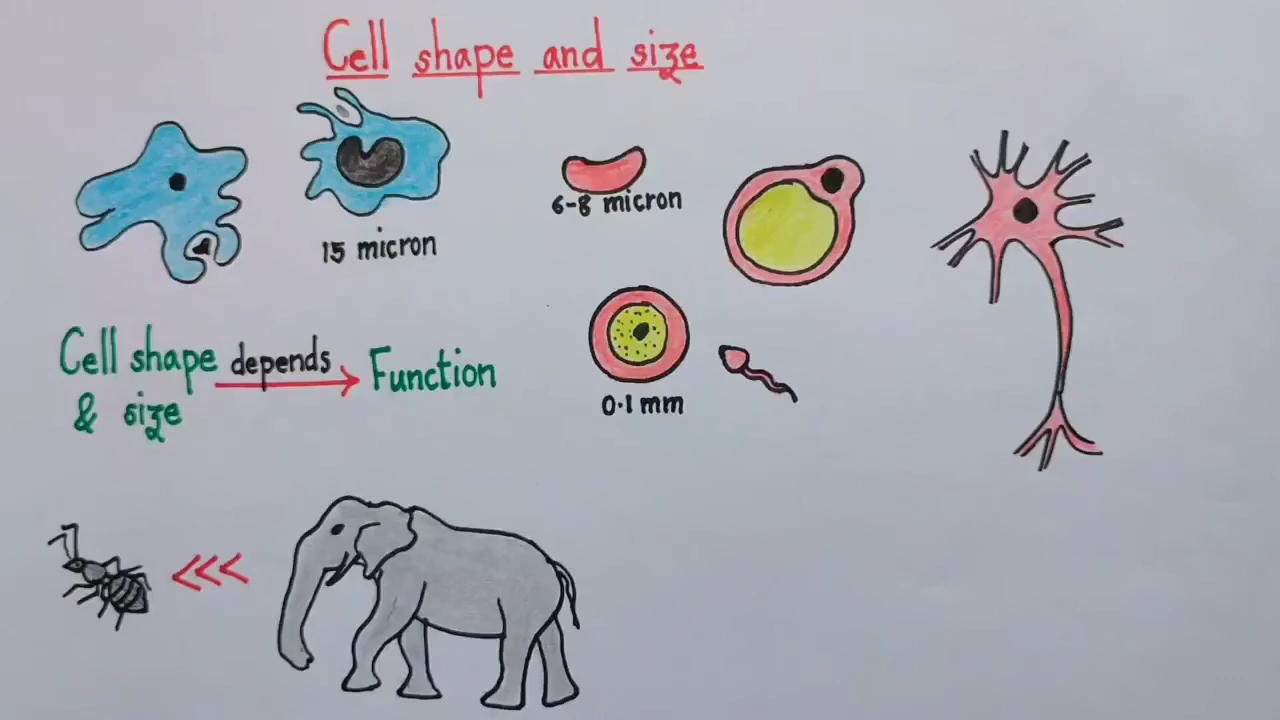 Cell shape and size
15 micron
6-8 micron
0.1 mm
Cell shape depends Function
& size